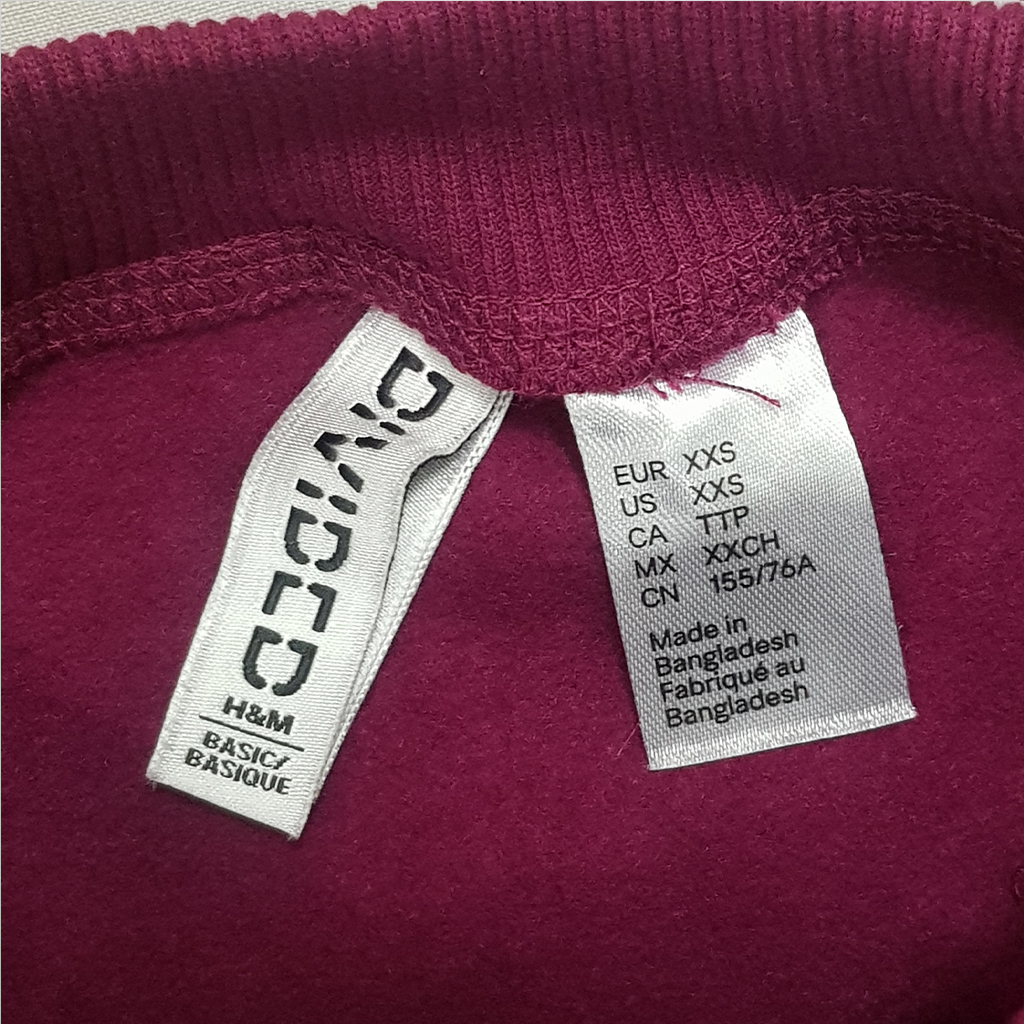 DIVIDED
H&M
BASIC/
BASIQUE
EUR XXS
US XXS
CA TTP
MX XXCH
CN 155/76A
Made in
Bangladesh
Fabriqué au
Bangladesh